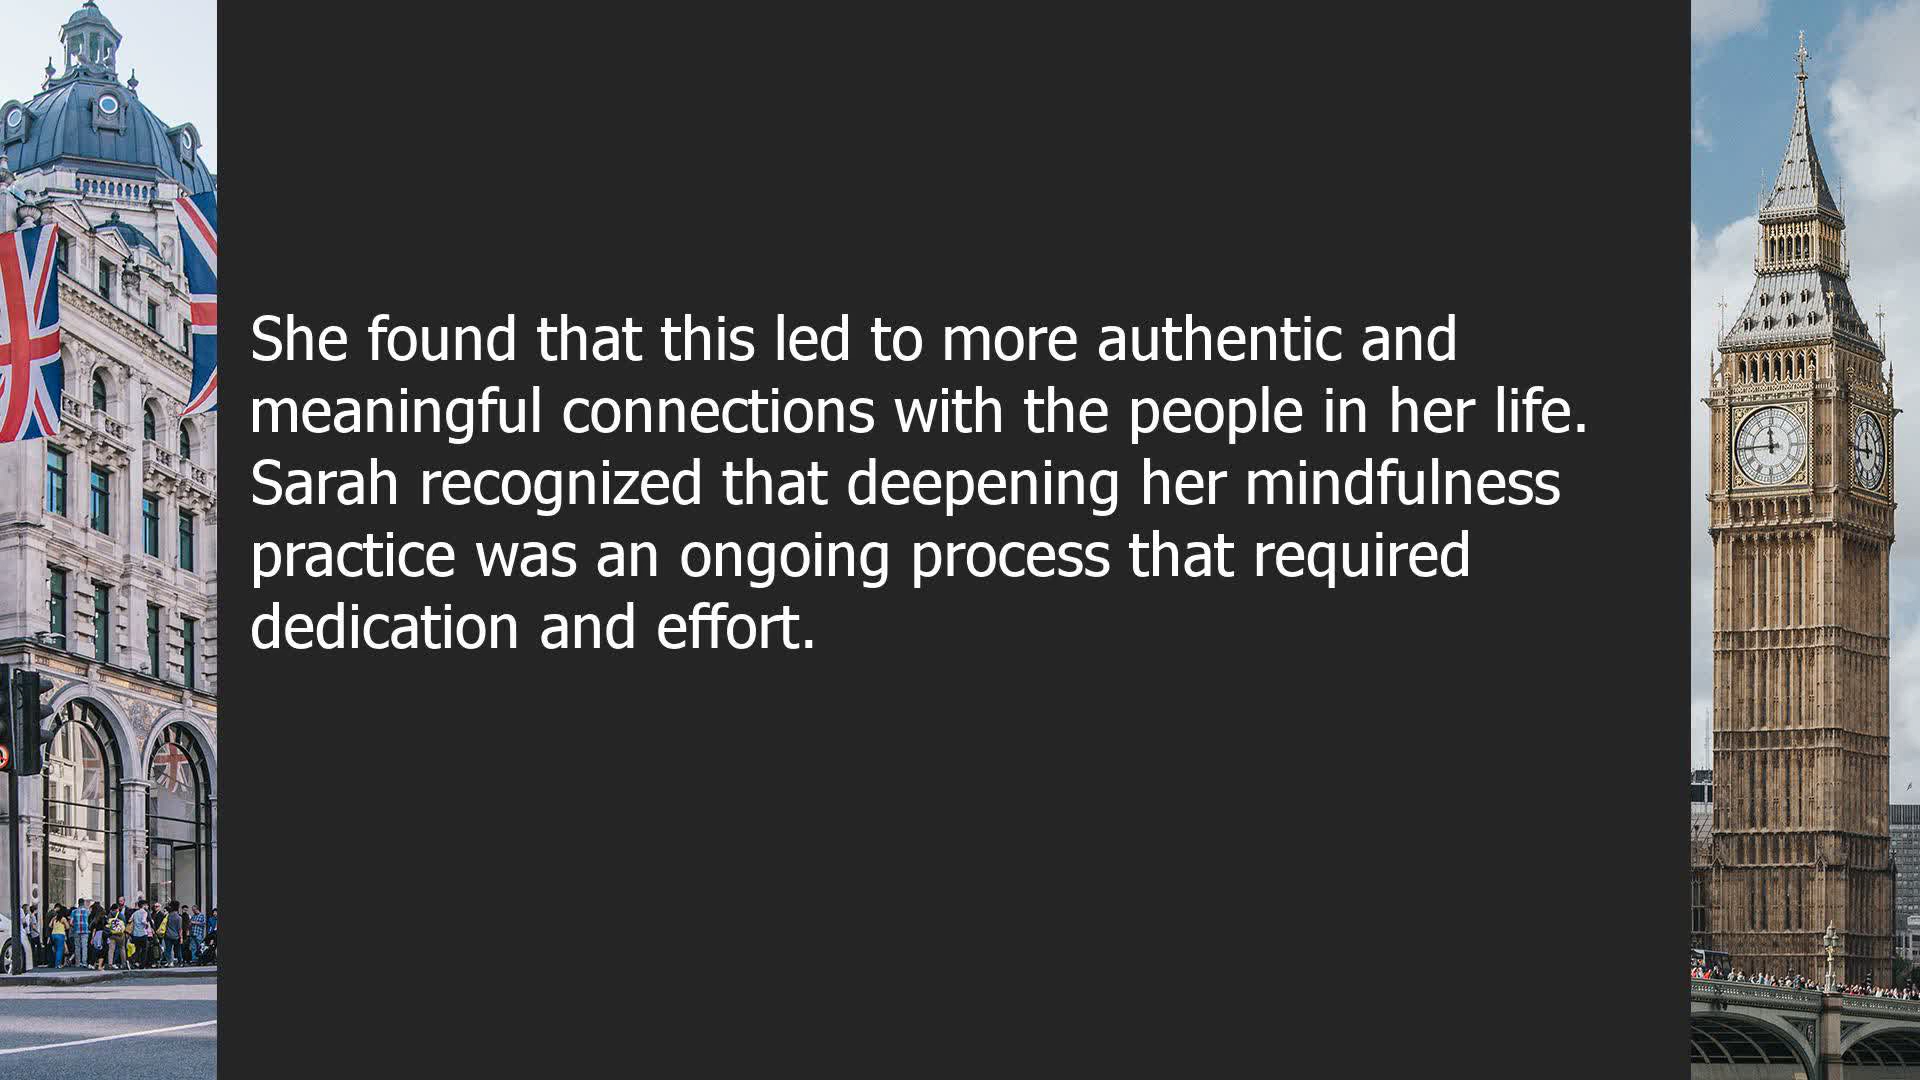 She found that this led to more authentic and
meaningful connections with the people in her life.
Sarah recognized that deepening her mindfulness
practice was an ongoing process that required
dedication and effort.